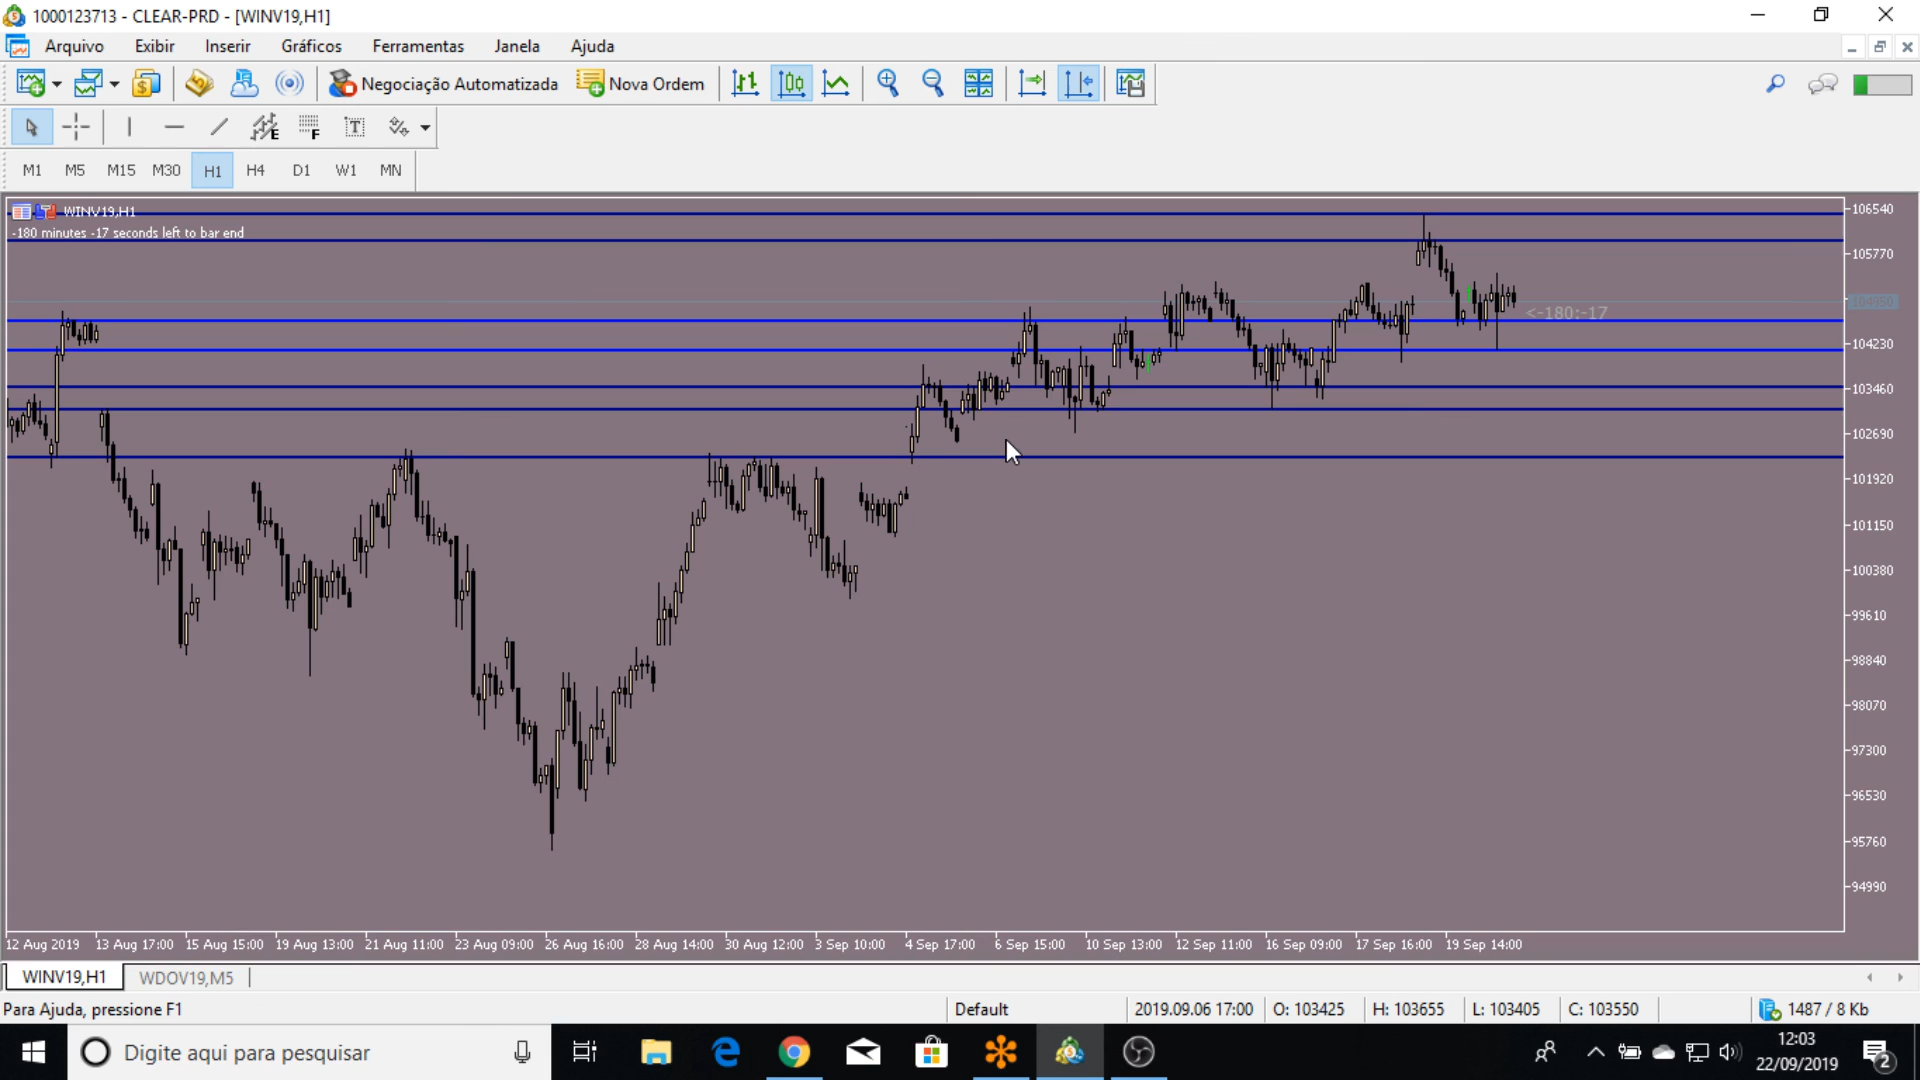 1000123713 - CLEAR-PRD - [WINV19,H1]
Arquivo Exibir Inserir Gráficos Ferramentas Janela Ajuda
Negociação Automatizada Nova Ordem
E F T
M1 M5 M15 M30 H1 H4 D1 W1 MN
WINV19,H1
-180 minutes -17 seconds left to bar end
106540
105770
104950
<-180:-17
104230
103460
102690
101920
101150
100380
99610
98840
98070
97300
96530
95760
94990
12 Aug 2019 13 Aug 17:00 15 Aug 15:00 19 Aug 13:00 21 Aug 11:00 23 Aug 09:00 26 Aug 16:00 28 Aug 14:00 30 Aug 12:00 3 Sep 10:00 4 Sep 17:00 6 Sep 15:00 10 Sep 13:00 12 Sep 11:00 16 Sep 09:00 17 Sep 16:00 19 Sep 14:00
WINV19,H1 WDOV19,M5
Para Ajuda, pressione F1 Default 2019.09.06 17:00 O: 103425 H: 103655 L: 103405 C: 103550 1487 / 8 Kb
Digite aqui para pesquisar
12:03
22/09/2019
2